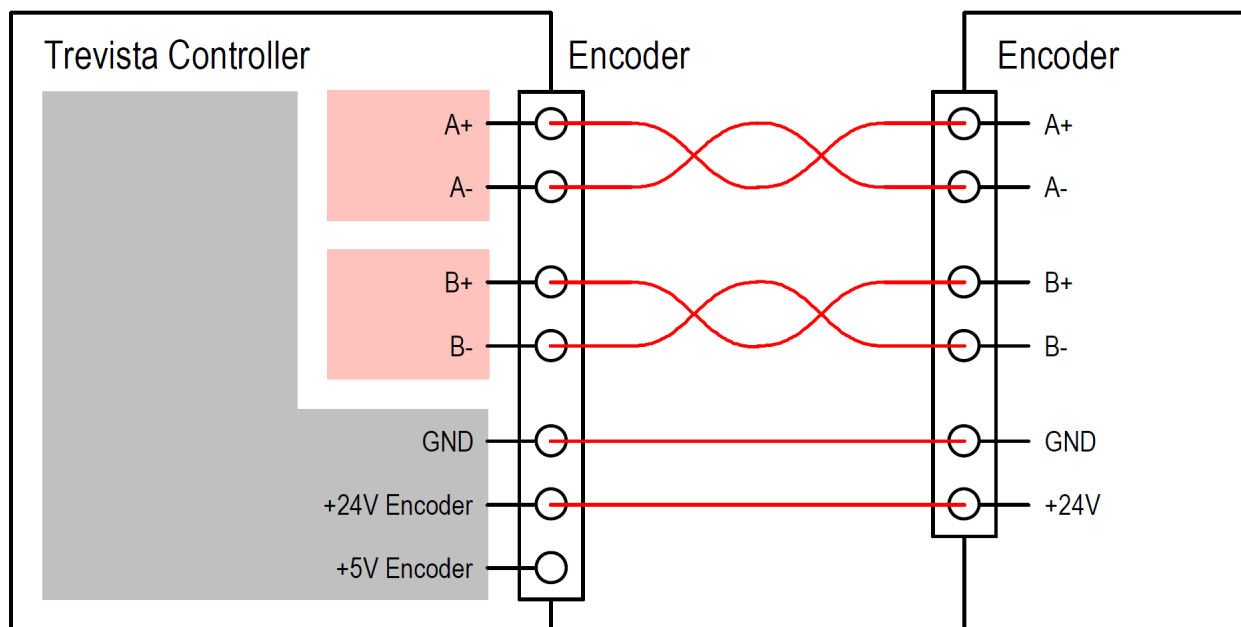 Trevista Controller
Encoder
Encoder
A+
A+
A-
A-
B+
B+
B-
B-
GND
GND
+24V Encoder
+24V
+5V Encoder